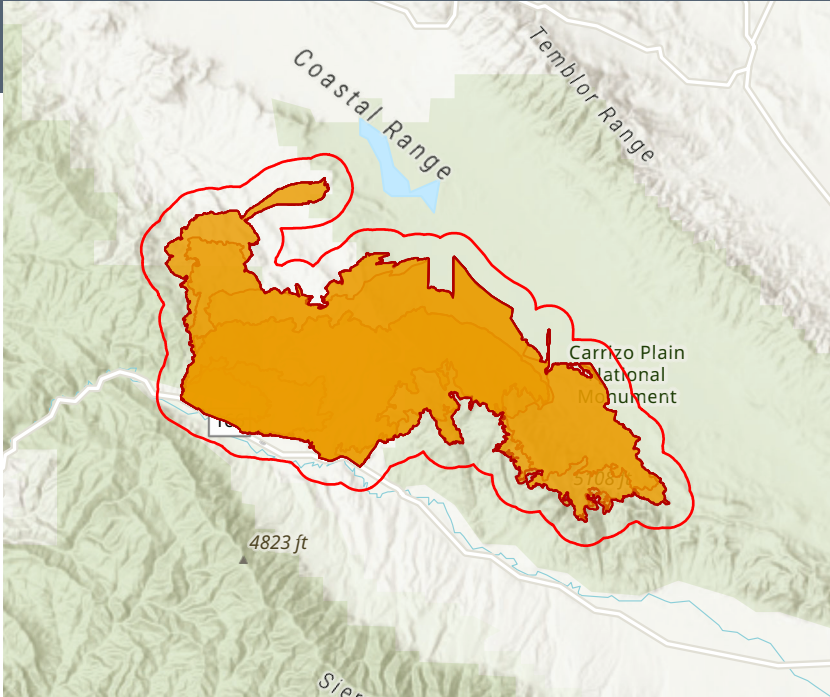 Coastal Range
Temblor Range
Carrizo Plain
National
Monument
5108 ft
4823 ft